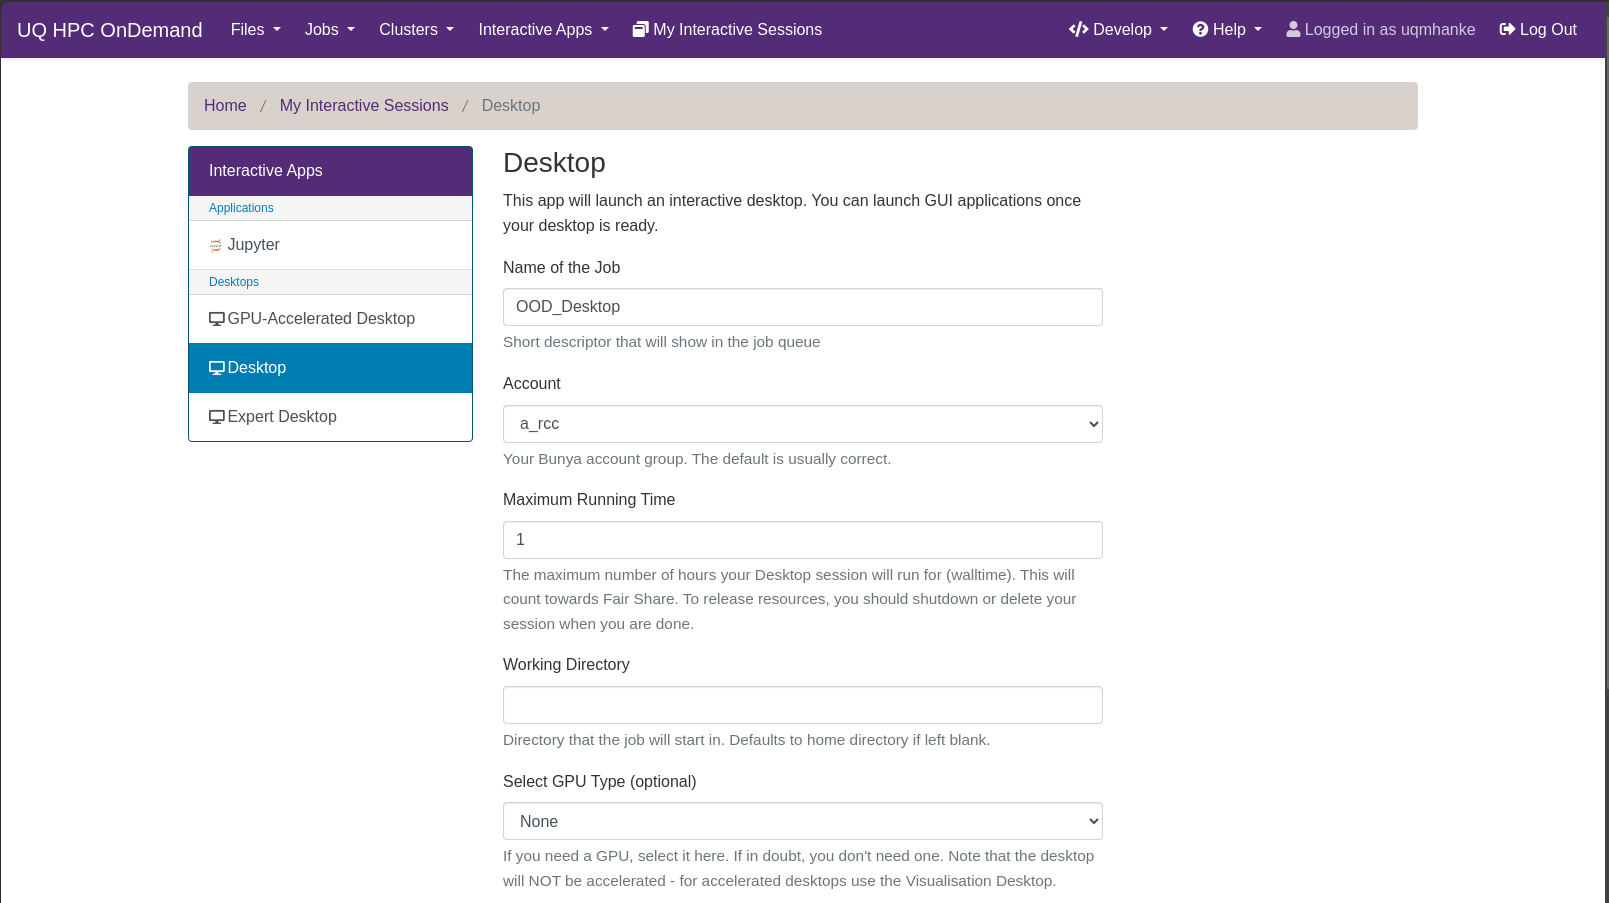 UQ HPC OnDemand Files Jobs Clusters Interactive Apps My Interactive Sessions Develop Help Logged in as uqmhanke Log Out
Home / My Interactive Sessions / Desktop
Interactive Apps
Applications
Jupyter
Desktops
GPU-Accelerated Desktop
Desktop
Expert Desktop
Desktop
This app will launch an interactive desktop. You can launch GUI applications once
your desktop is ready.
Name of the Job
OOD_Desktop
Short descriptor that will show in the job queue
Account
a_rcc
Your Bunya account group. The default is usually correct.
Maximum Running Time
1
The maximum number of hours your Desktop session will run for (walltime). This will
count towards Fair Share. To release resources, you should shutdown or delete your
session when you are done.
Working Directory
Directory that the job will start in. Defaults to home directory if left blank.
Select GPU Type (optional)
None
If you need a GPU, select it here. If in doubt, you don't need one. Note that the desktop
will NOT be accelerated - for accelerated desktops use the Visualisation Desktop.